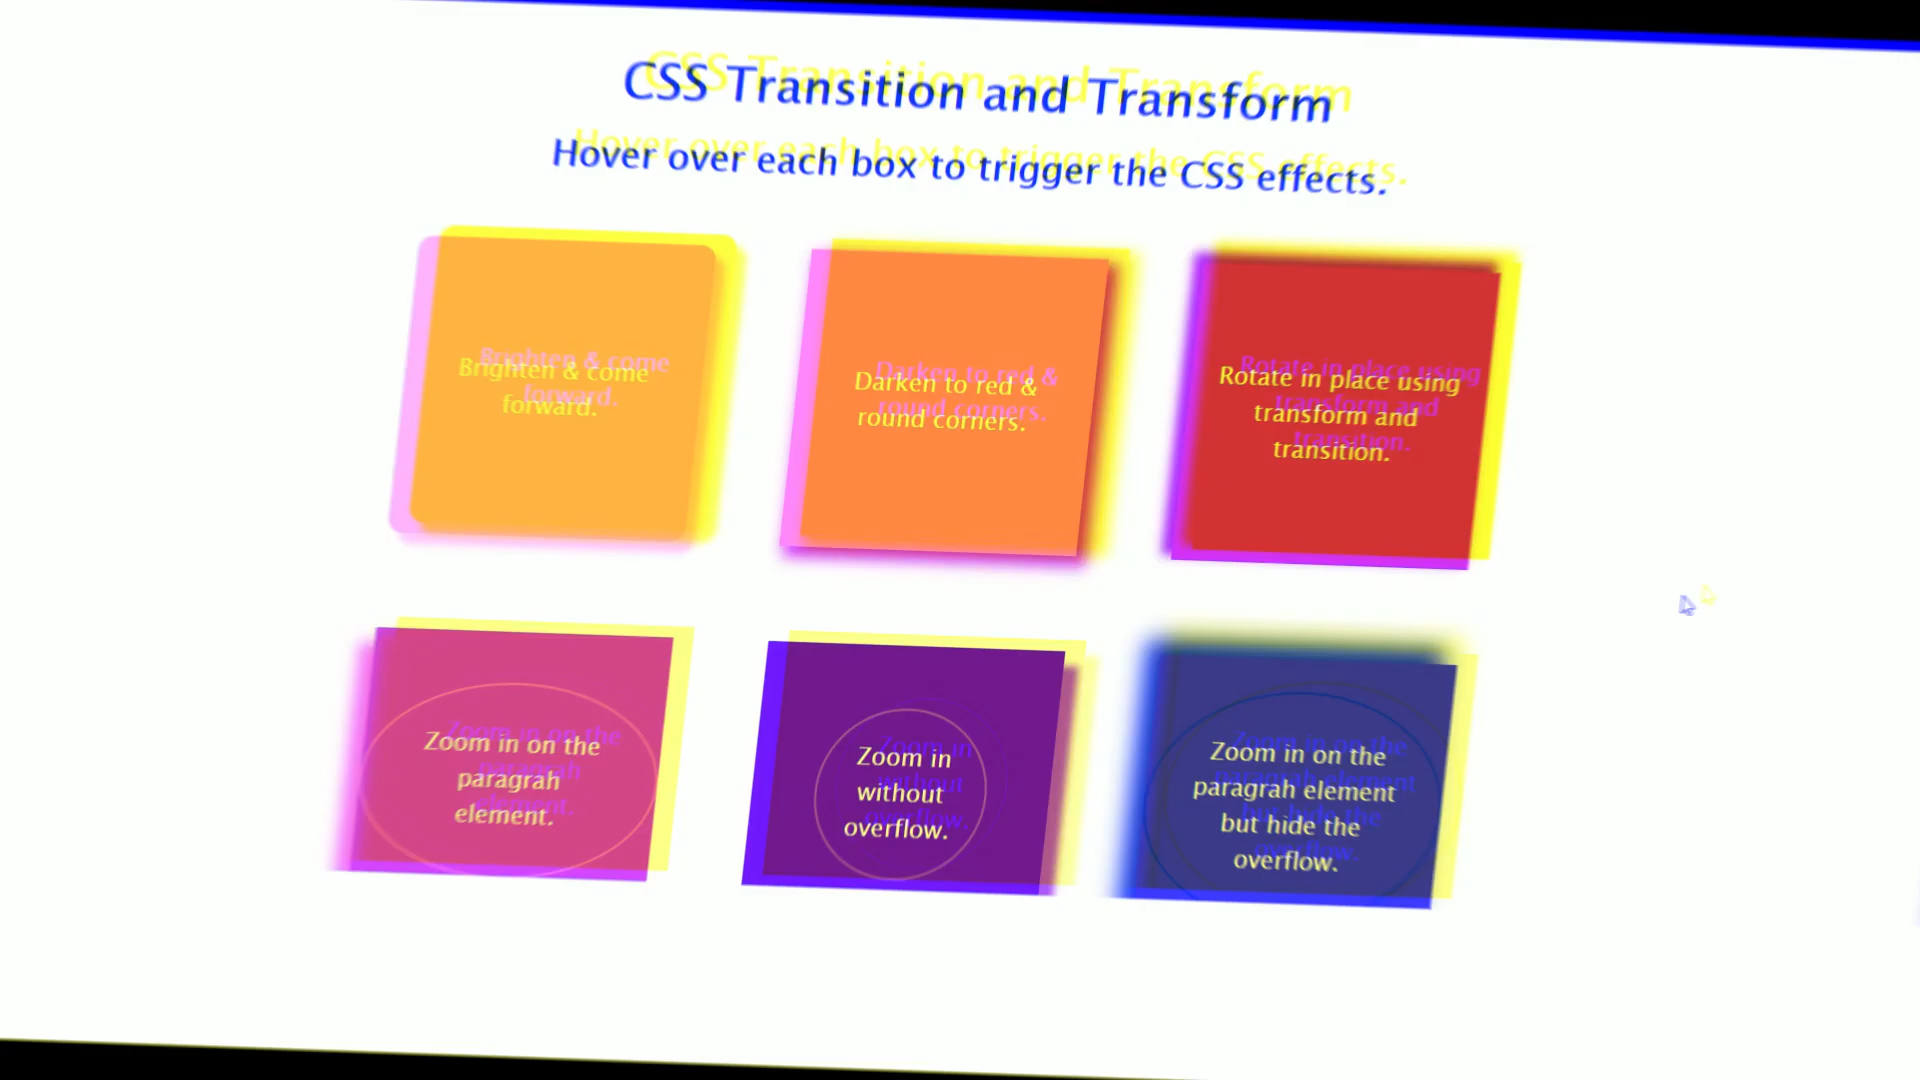 CSS Transition and Transform
Hover over each box to trigger the CSS effects.
Brighten & come
forward.
Darken to red &
round corners.
Rotate in place using
transform and
transition.
Zoom in on the
paragrah
element.
Zoom in
without
overflow.
Zoom in on the
paragrah element
but hide the
overflow.